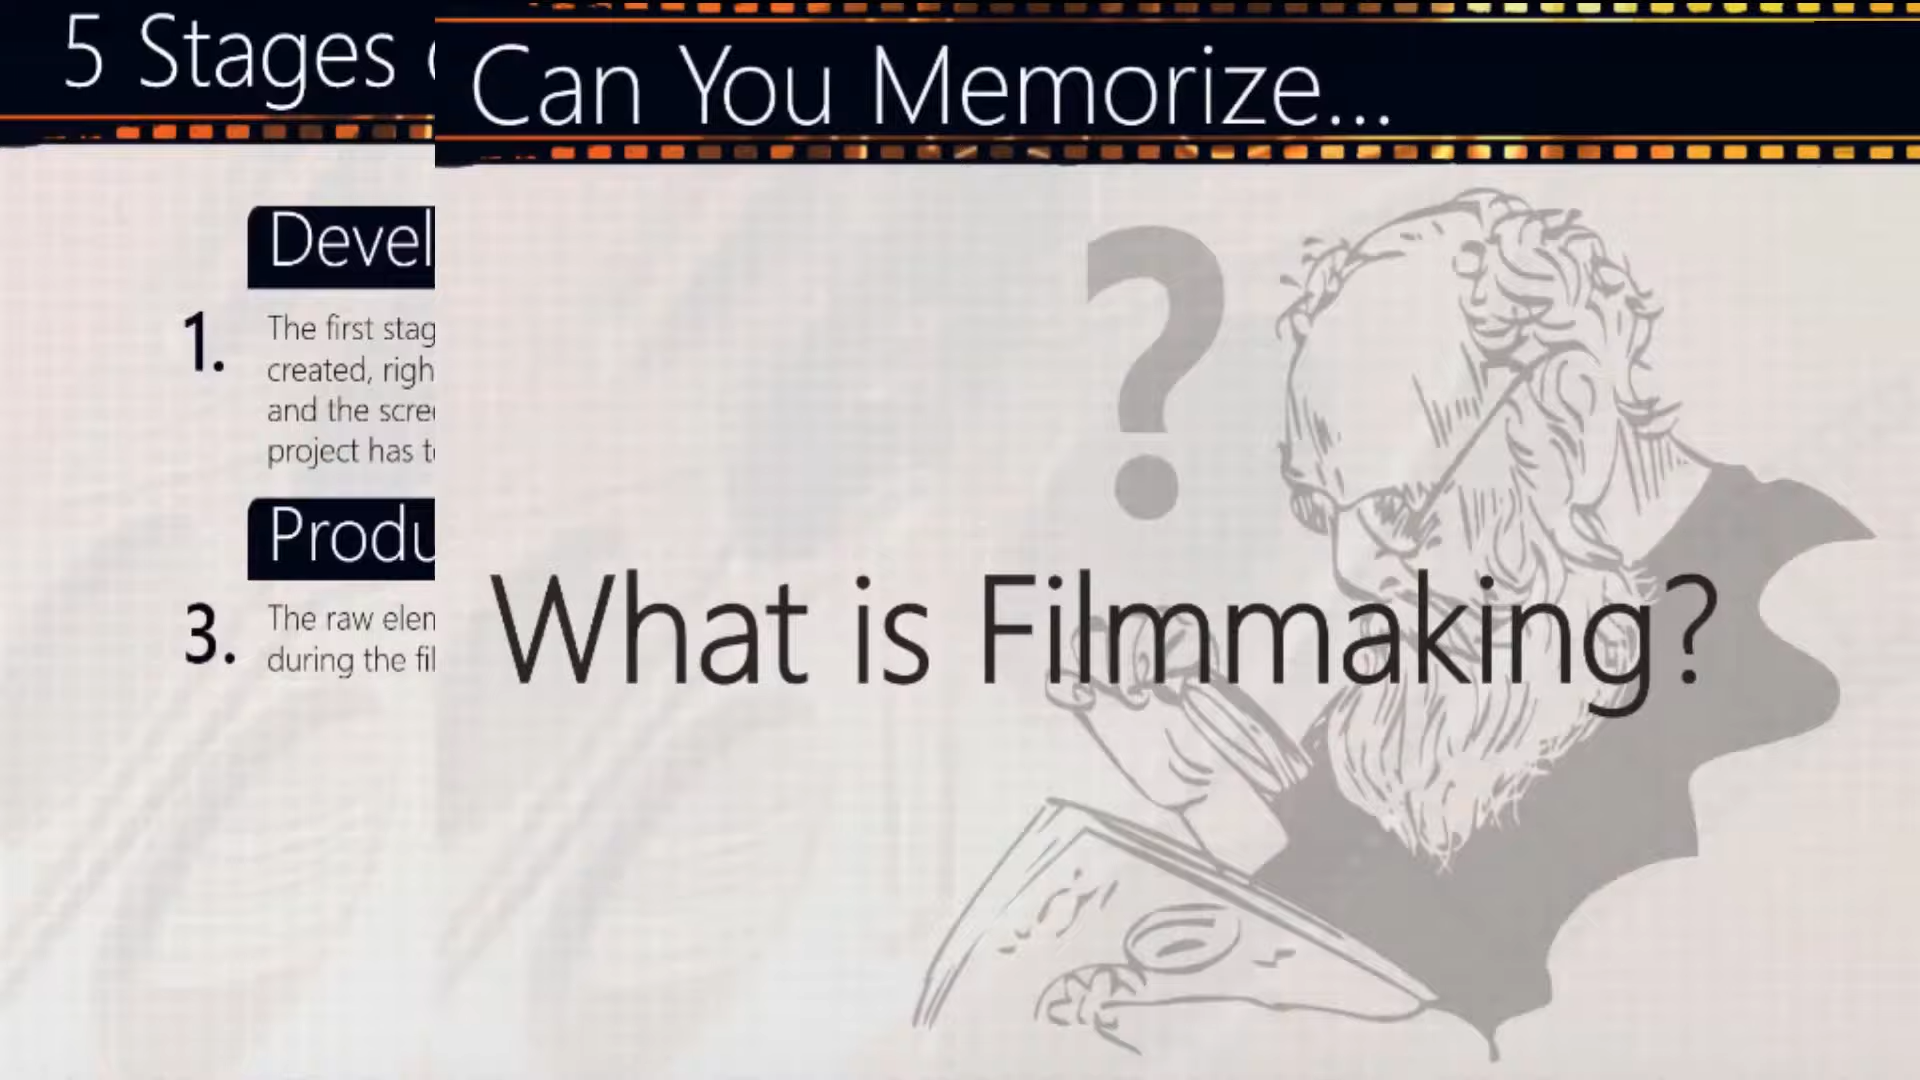 5 Stages
Devel
1.
The first stag
created, righ
and the scre
project has t
Produ
3.
The raw elen
during the fil
Can You Memorize...
?
What is Filmmaking?